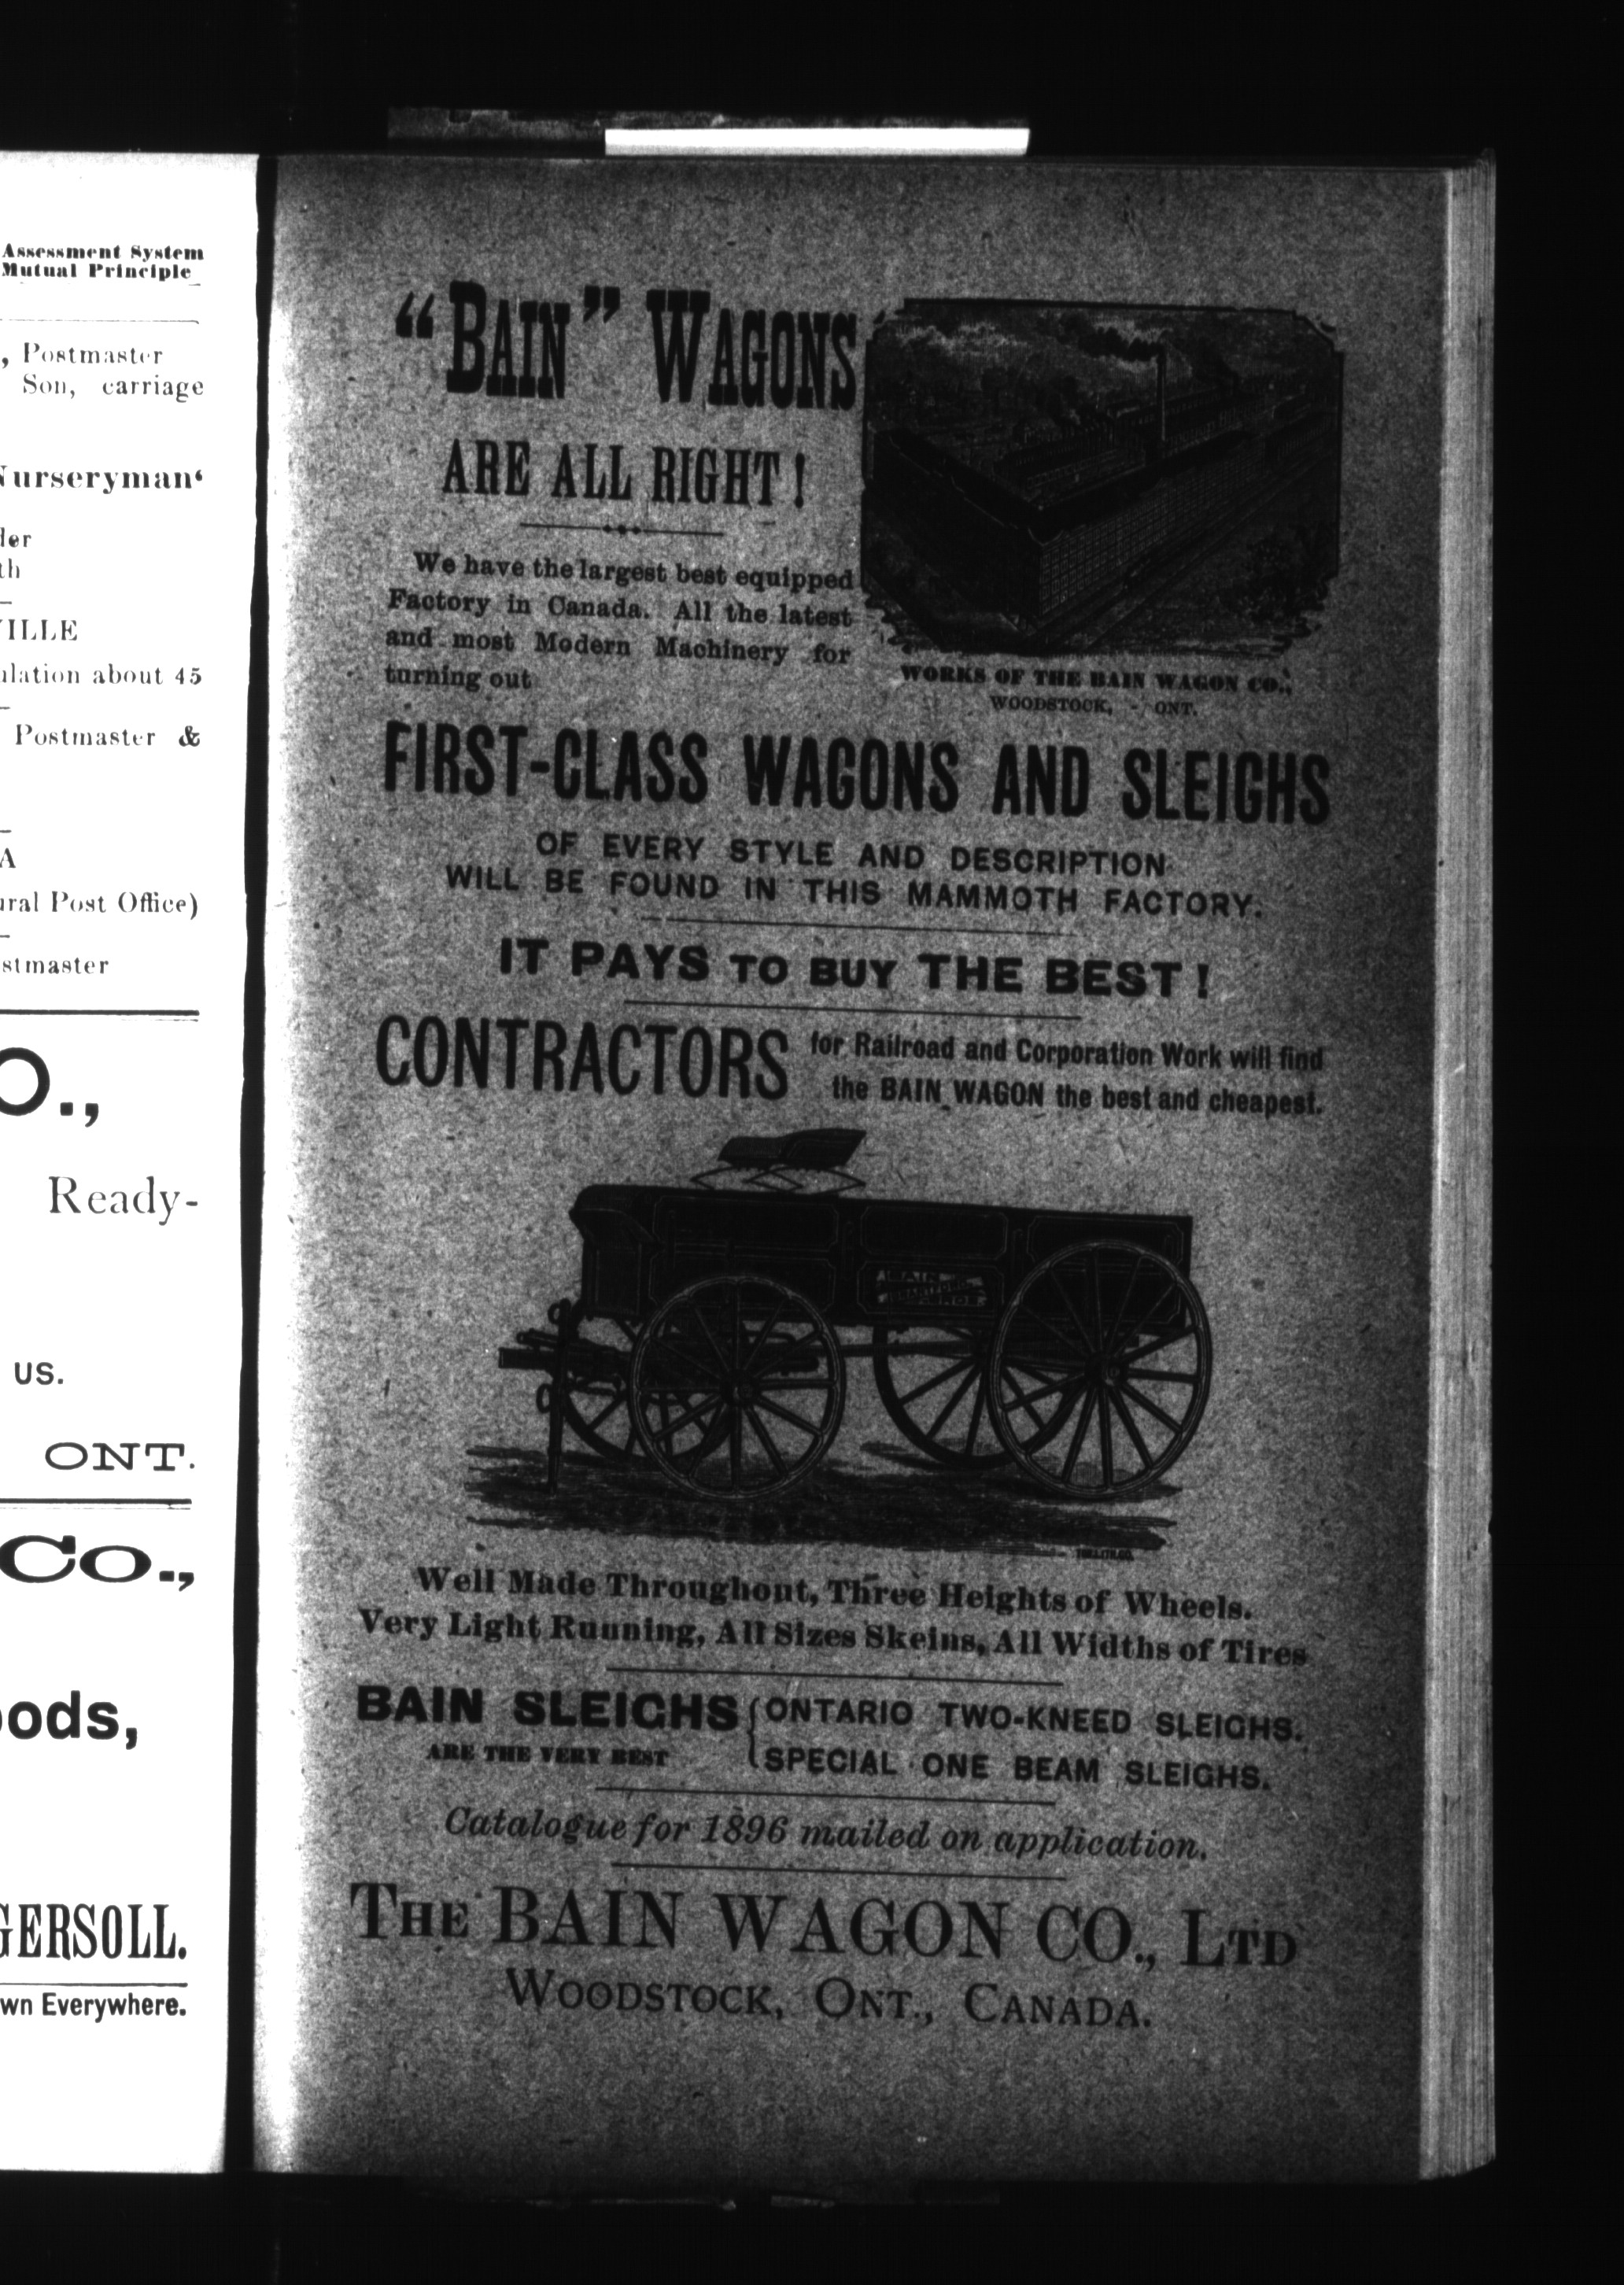 Assessment System
Mutual Principle
, Postmaster
Son, carriage
urseryman‘
der
th
VILLE
ulation about 45
Postmaster &
A
ural Post Office)
stmaster
O.,
Ready-
us.
ONT.
Co.,
oods,
GERSOLL.
wn Everywhere.
“BAIN” WAGONS
ARE ALL RIGHT !
We have the largest best equipped
Factory in Canada. All the latest
and most Modern Machinery for
turning out
WORKS OF THE BAIN WAGON CO.,
WOODSTOCK, - ONT.
FIRST-CLASS WAGONS AND SLEIGHS
OF EVERY STYLE AND DESCRIPTION
WILL BE FOUND IN THIS MAMMOTH FACTORY.
IT PAYS TO BUY THE BEST !
CONTRACTORS for Railroad and Corporation Work will find
the BAIN WAGON the best and cheapest.
BAIN
Well Made Throughout, Three Heights of Wheels.
Very Light Running, All Sizes Skeins, All Widths of Tires
BAIN SLEIGHS { ONTARIO TWO-KNEED SLEIGHS.
ARE THE VERY BEST { SPECIAL ONE BEAM SLEIGHS.
Catalogue for 1896 mailed on application.
THE BAIN WAGON CO., LTD
WOODSTOCK, ONT., CANADA.